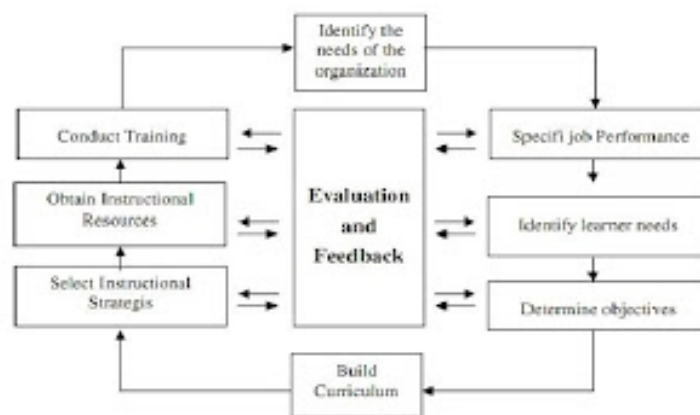 Identify the
needs of the
organization
Conduct Training
Specifi job Performance
Obtain Instructional
Resources
Evaluation
and
Feedback
Identify learner needs
Select Instructional
Strategis
Determine objectives
Build
Curriculum